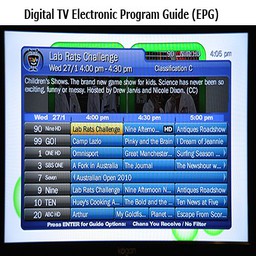 Digital TV Electronic Program Guide (EPG)
Lab Rats Challenge
4:05 pm
Wed 27/1 4:00 pm - 4:30 pm
Classification C
Children's Shows. The brand new game show for kids. Science has never been so
exciting, funny or messy. Hosted by Drew Jarvis and Nicole Dixon. (CC)
Wed 27/1 4:00 pm 4:30 pm 5:00 pm
90 Nine HD Lab Rats Challenge Nine Afterno... HD Antiques Roadshow
99 GO! Camp Lazlo Pinky and the Brain I Dream of Jeannie
1 ONE HD Omnisport Great Manchester... Surfing Season ...
3 SBS ONE A Fork in Australia The Journal The Newshour w...
7 Seven Australian Open 2010
9 Nine Lab Rats Challenge Nine Afternoon N... Antiques Roadshow
10 TEN Huey's Cooking A... The Bold and the ... Ten News at Five
20 ABC HD Arthur My Goldfis... Planet ... Escape From Scor...
Press ENTER for Guide Options: Chans You Receive / No Filter